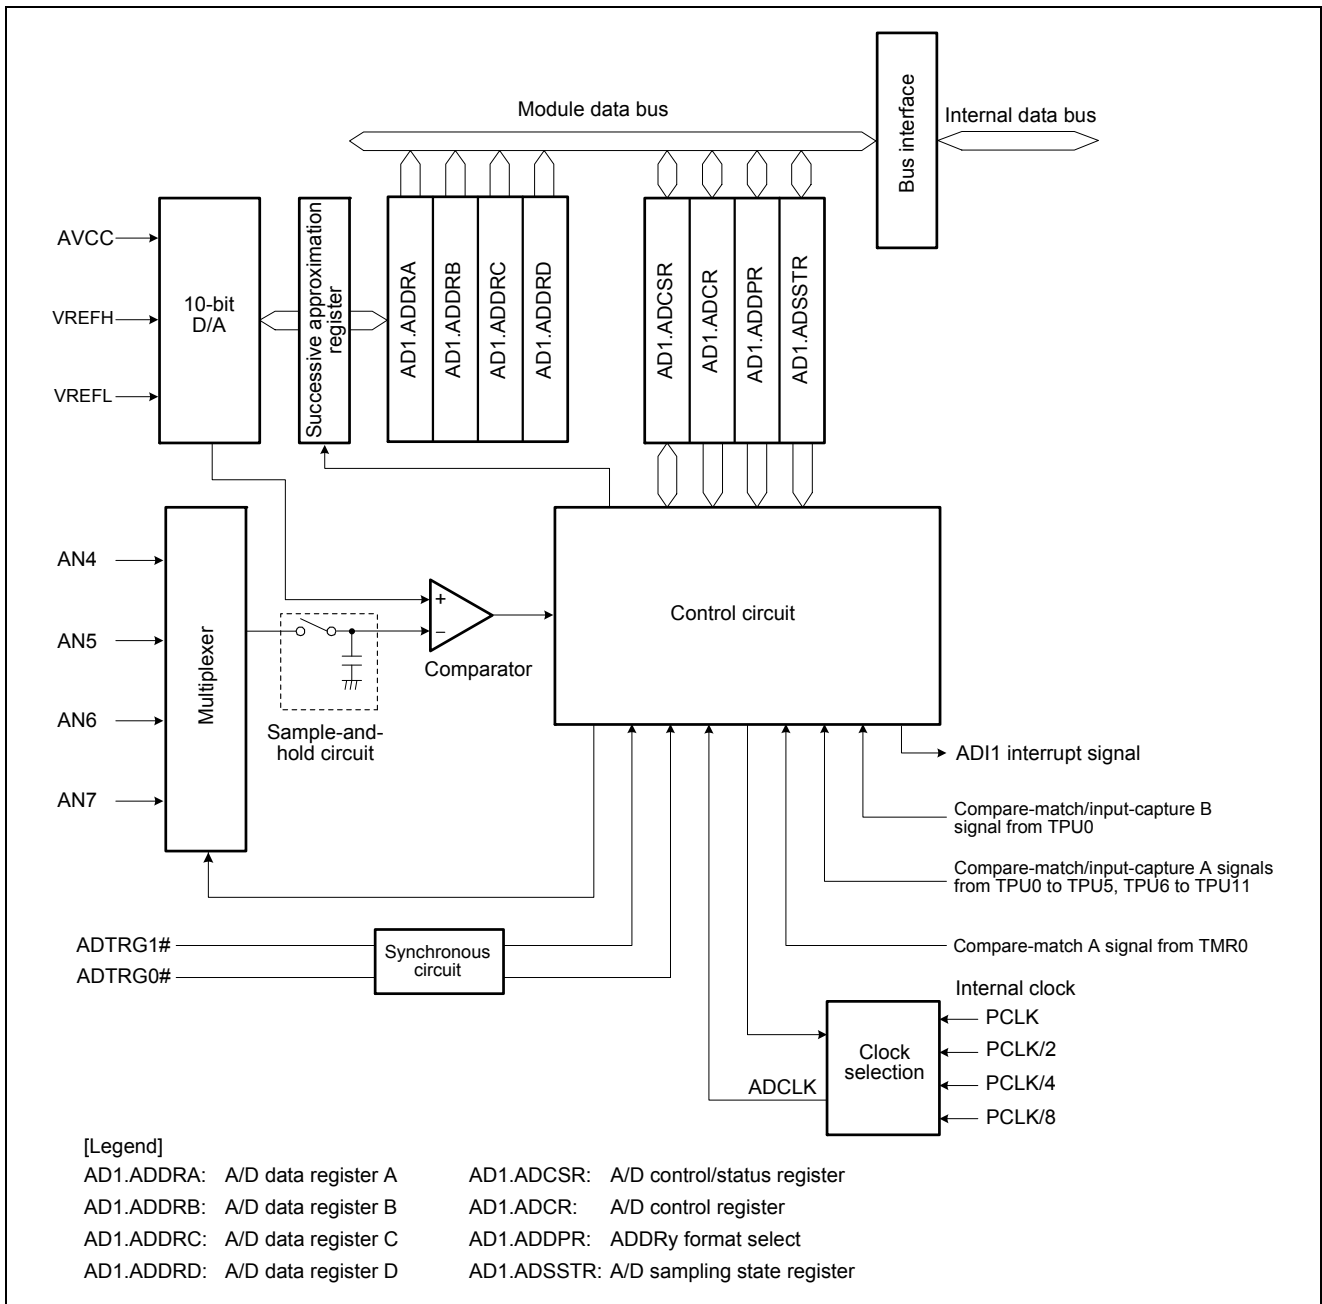 Module data bus
Bus interface
Internal data bus
AVCC
VREFH
VREFL
10-bit
D/A
Successive approximation
register
AD1.ADDRA
AD1.ADDRB
AD1.ADDRC
AD1.ADDRD
AD1.ADCSR
AD1.ADCR
AD1.ADDPR
AD1.ADSSTR
AN4
AN5
AN6
AN7
Multiplexer
Sample-and-
hold circuit
+
−
Comparator
Control circuit
ADI1 interrupt signal
Compare-match/input-capture B
signal from TPU0
Compare-match/input-capture A signals
from TPU0 to TPU5, TPU6 to TPU11
Compare-match A signal from TMR0
ADTRG1#
ADTRG0#
Synchronous
circuit
Internal clock
PCLK
PCLK/2
PCLK/4
PCLK/8
Clock
selection
ADCLK
[Legend]
AD1.ADDRA: A/D data register A
AD1.ADDRB: A/D data register B
AD1.ADDRC: A/D data register C
AD1.ADDRD: A/D data register D
AD1.ADCSR: A/D control/status register
AD1.ADCR: A/D control register
AD1.ADDPR: ADDRy format select
AD1.ADSSTR: A/D sampling state register